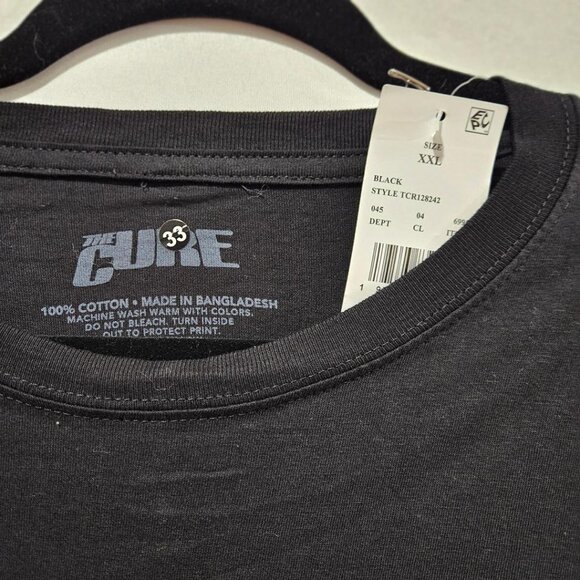 THE
CURE
33
100% COTTON • MADE IN BANGLADESH
MACHINE WASH WARM WITH COLORS.
DO NOT BLEACH. TURN INSIDE
OUT TO PROTECT PRINT.
SIZE
XXL
BLACK
STYLE TCR128242
045 04
DEPT CL
1